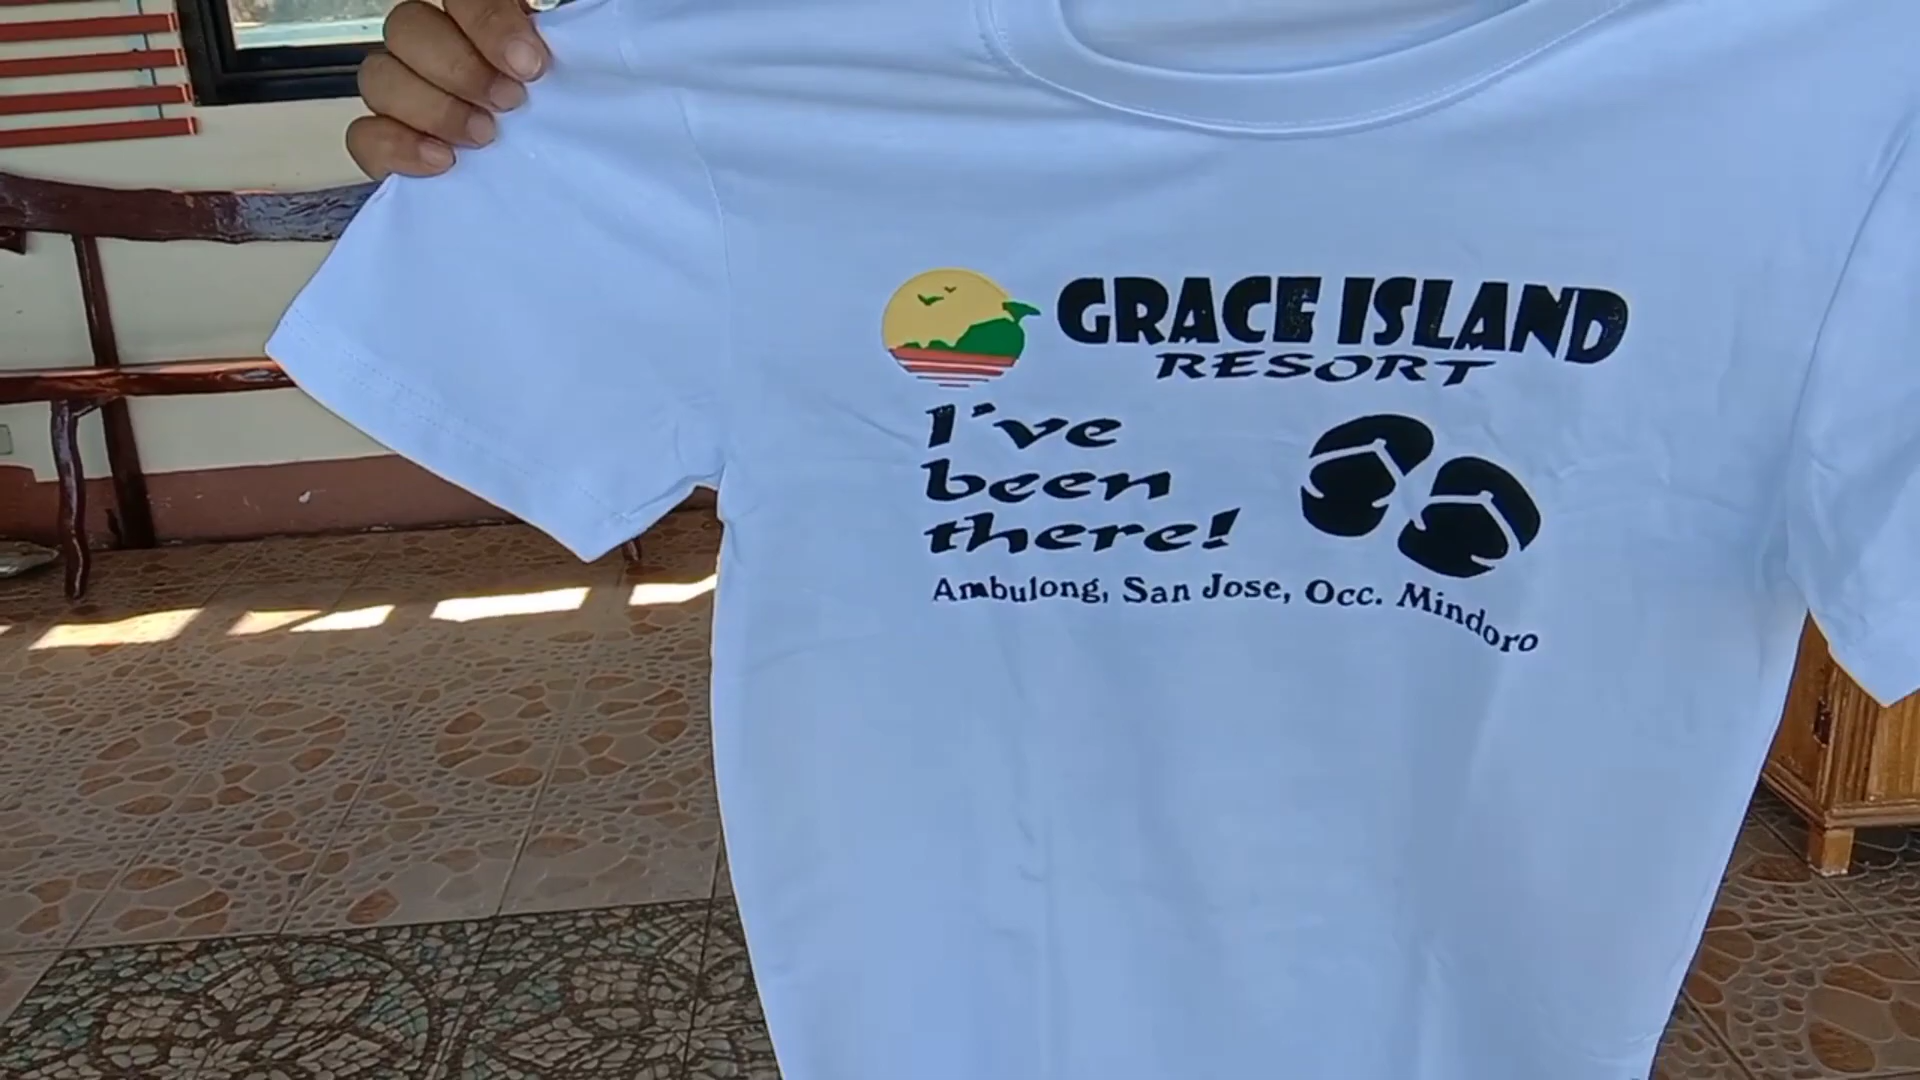 GRACE ISLAND
RESORT
I've
been
there!
Ambulong, San Jose, Occ. Mindoro